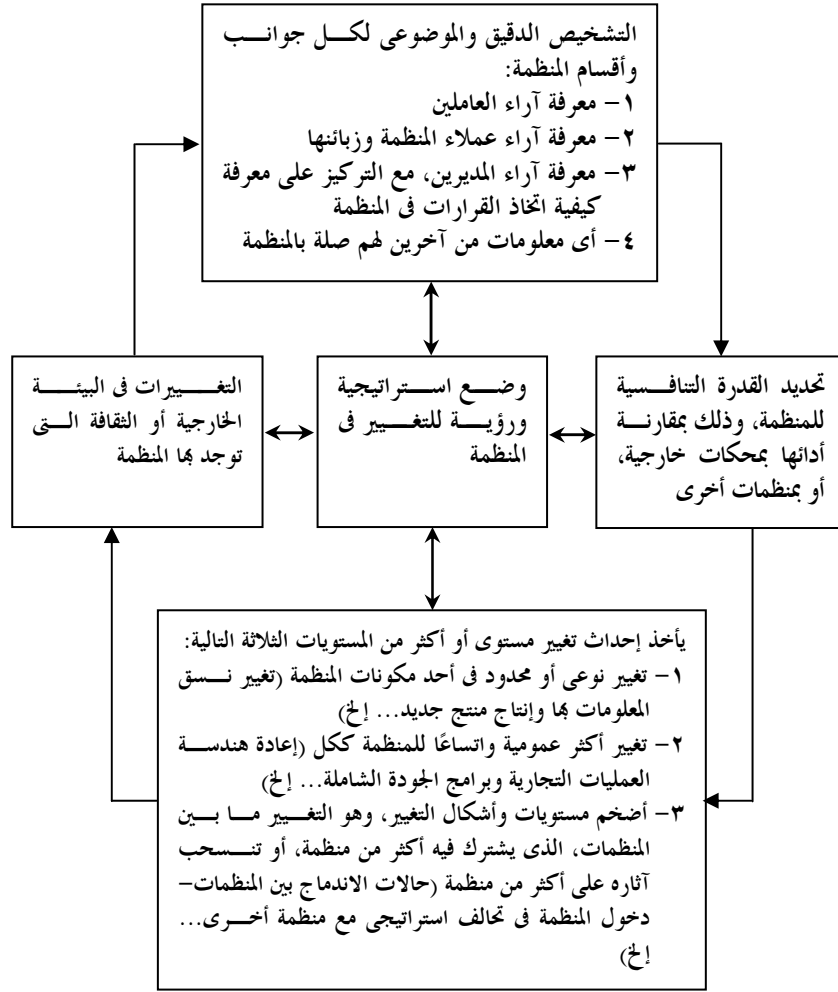 التشخيص الدقيق والموضوعى لكل جوانب
وأقسام المنظمة:
١- معرفة آراء العاملين
٢- معرفة آراء عملاء المنظمة وزبائنها
٣- معرفة آراء المديرين، مع التركيز على معرفة
كيفية اتخاذ القرارات فى المنظمة
٤- أى معلومات من آخرين لهم صلة بالمنظمة
تحديد القدرة التنافسية
للمنظمة، وذلك بمقارنة
أدائها بمحكات خارجية،
أو بمنظمات أخرى
وضع استراتيجية
ورؤية للتغيير فى
المنظمة
التغييرات فى البيئة
الخارجية أو الثقافة التى
توجد بها المنظمة
يأخذ إحداث تغيير مستوى أو أكثر من المستويات الثلاثة التالية:
١- تغيير نوعى أو محدود فى أحد مكونات المنظمة (تغيير نسق
المعلومات بها وإنتاج منتج جديد... إلخ)
٢- تغيير أكثر عمومية واتساعًا للمنظمة ككل (إعادة هندسة
العمليات التجارية وبرامج الجودة الشاملة... إلخ)
٣- أضخم مستويات وأشكال التغيير، وهو التغيير ما بين
المنظمات، الذى يشترك فيه أكثر من منظمة، أو تنسحب
آثاره على أكثر من منظمة (حالات الاندماج بين المنظمات-
دخول المنظمة فى تحالف استراتيجى مع منظمة أخرى...
إلخ)